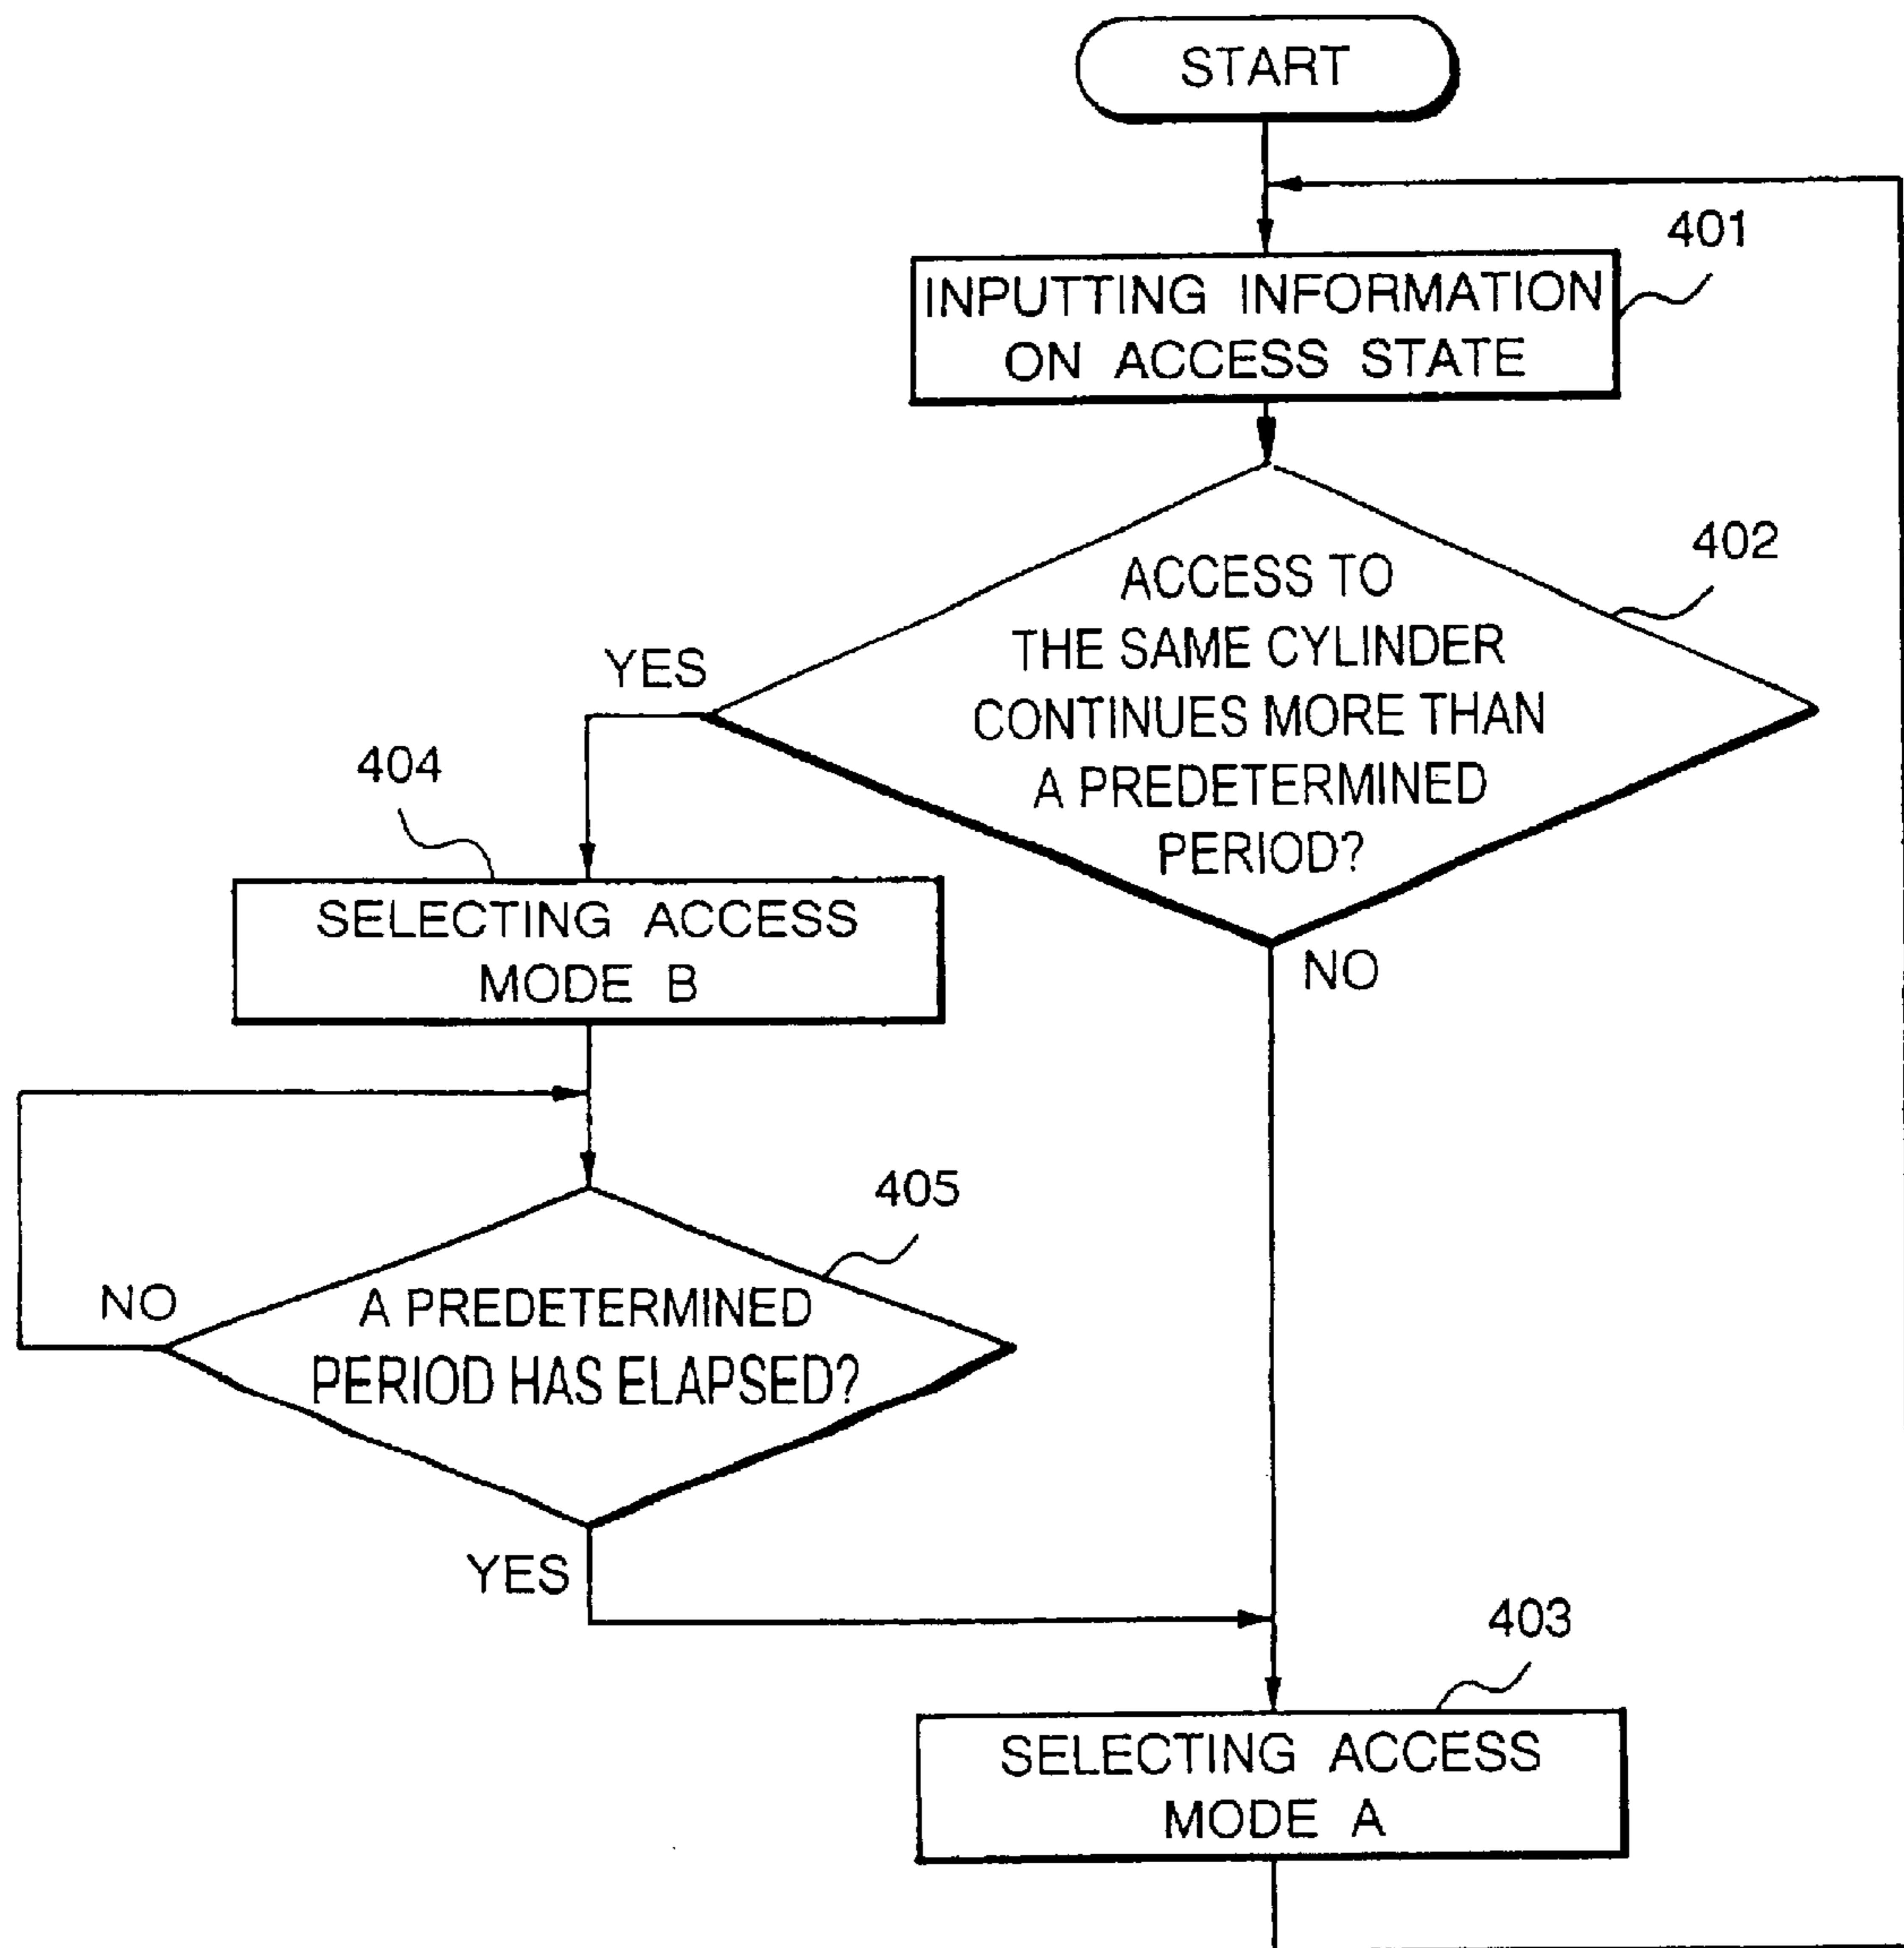 START
401
INPUTTING INFORMATION
ON ACCESS STATE
402
ACCESS TO
THE SAME CYLINDER
CONTINUES MORE THAN
A PREDETERMINED
PERIOD?
YES
NO
404
SELECTING ACCESS
MODE B
405
A PREDETERMINED
PERIOD HAS ELAPSED?
NO
YES
403
SELECTING ACCESS
MODE A